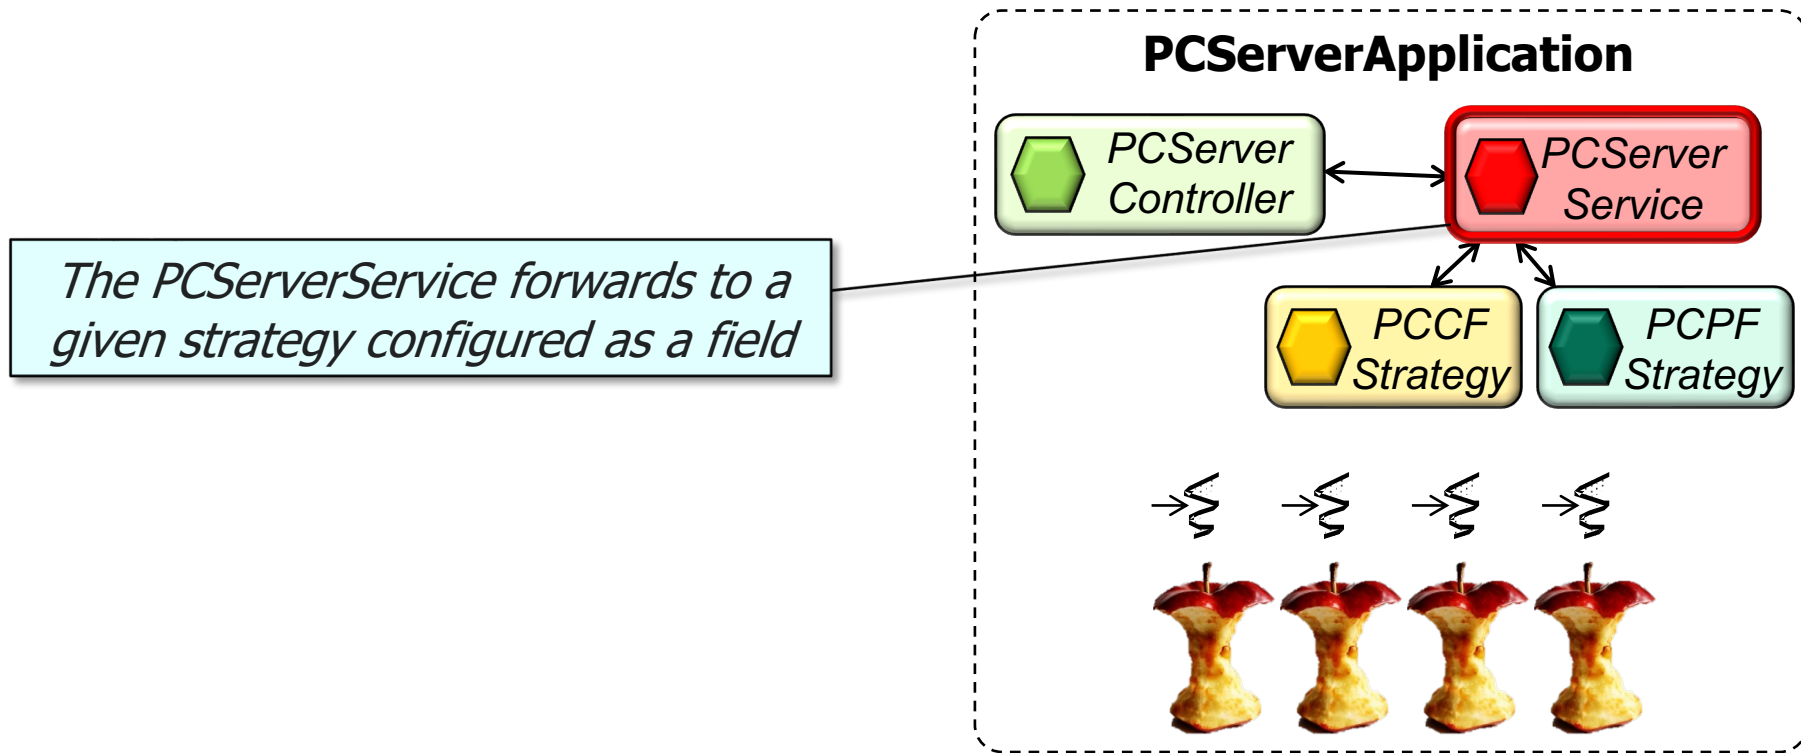 PCServerApplication
PCServer
Controller
PCServer
Service
The PCServerService forwards to a
given strategy configured as a field
PCCF
Strategy
PCPF
Strategy